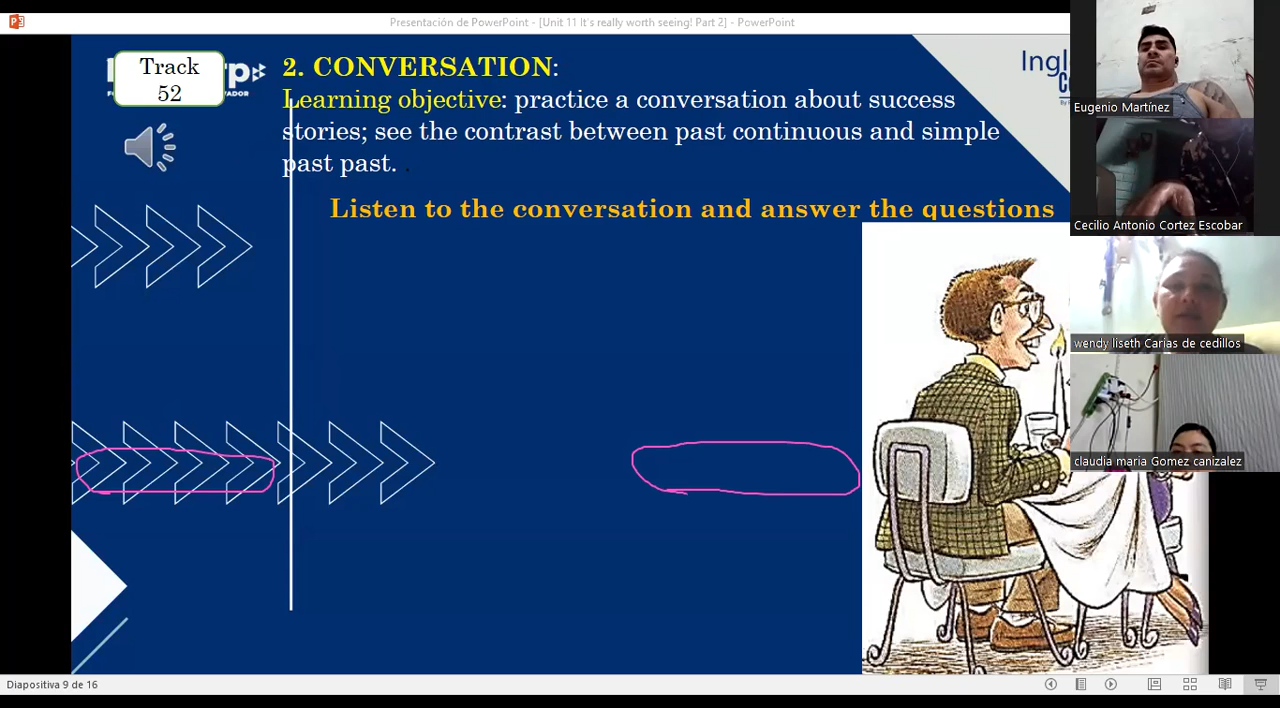 Presentación de PowerPoint - [Unit 11 It's really worth seeing! Part 2] - PowerPoint
Track
52
2. CONVERSATION:
Learning objective: practice a conversation about success
stories; see the contrast between past continuous and simple
past past. .
Listen to the conversation and answer the questions
Eugenio Martínez
Cecilio Antonio Cortez Escobar
wendy liseth Carías de cedillos
claudia maria Gomez canizalez
Diapositiva 9 de 16